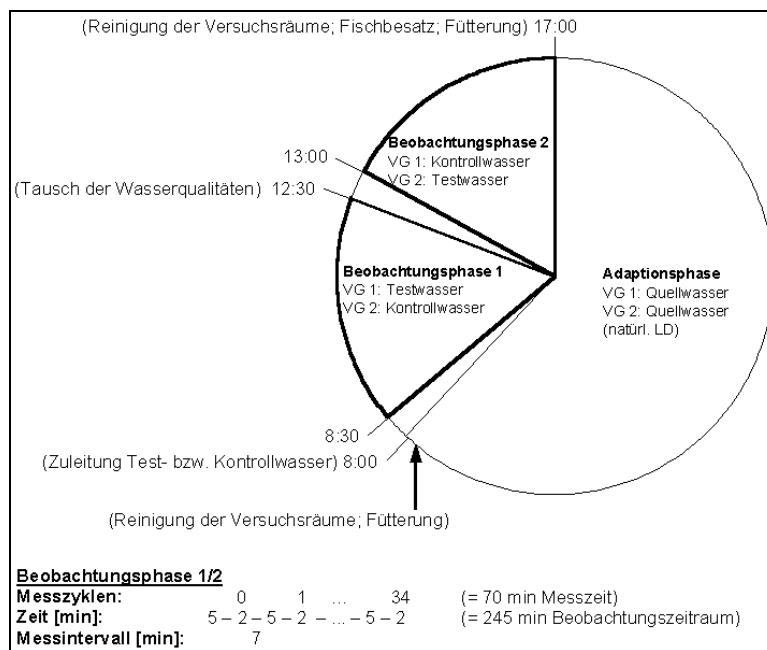 (Reinigung der Versuchsräume; Fischbesatz; Fütterung) 17:00
Beobachtungsphase 2
VG 1: Kontrollwasser
VG 2: Testwasser
13:00
(Tausch der Wasserqualitäten) 12:30
Beobachtungsphase 1
VG 1: Testwasser
VG 2: Kontrollwasser
Adaptionsphase
VG 1: Quellwasser
VG 2: Quellwasser
(natürl. LD)
8:30
(Zuleitung Test- bzw. Kontrollwasser) 8:00
(Reinigung der Versuchsräume; Fütterung)
Beobachtungsphase 1/2
Messzyklen: 0 1 ... 34 (= 70 min Messzeit)
Zeit [min]: 5 – 2 – 5 – 2 – ... – 5 – 2 (= 245 min Beobachtungszeitraum)
Messintervall [min]: 7